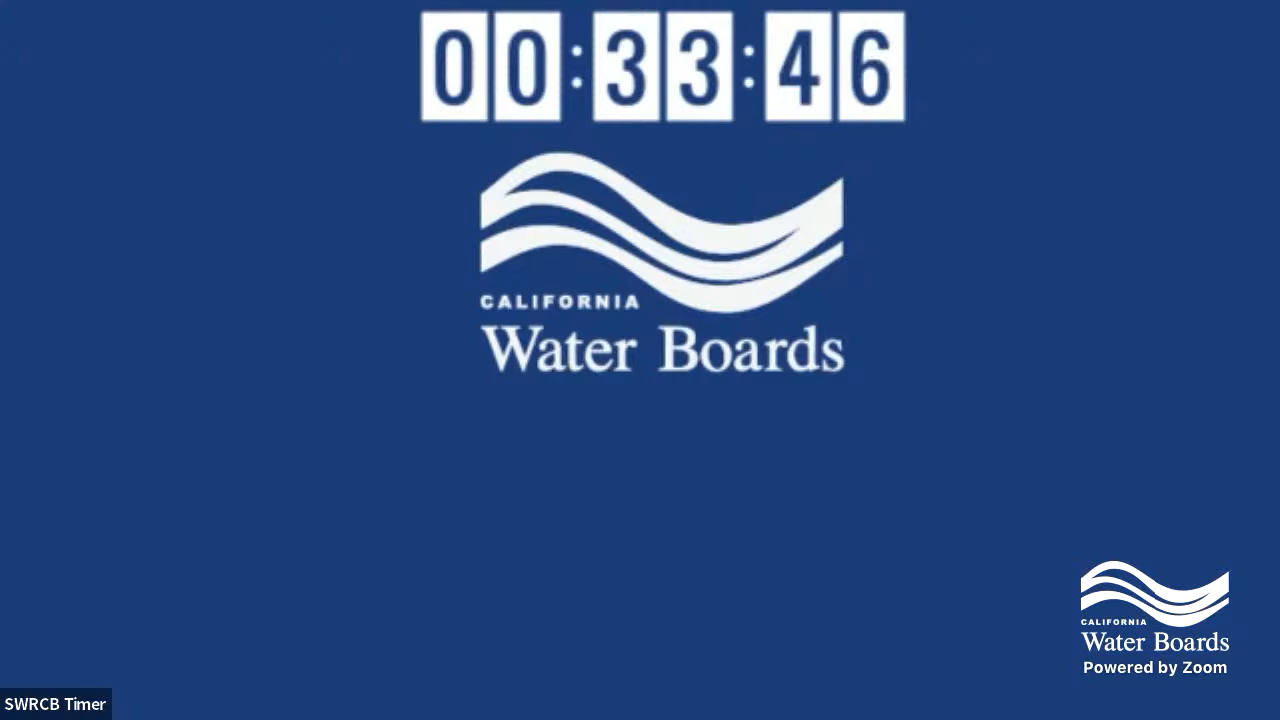 00:33:46
CALIFORNIA
Water Boards
CALIFORNIA
Water Boards
Powered by Zoom
SWRCB Timer